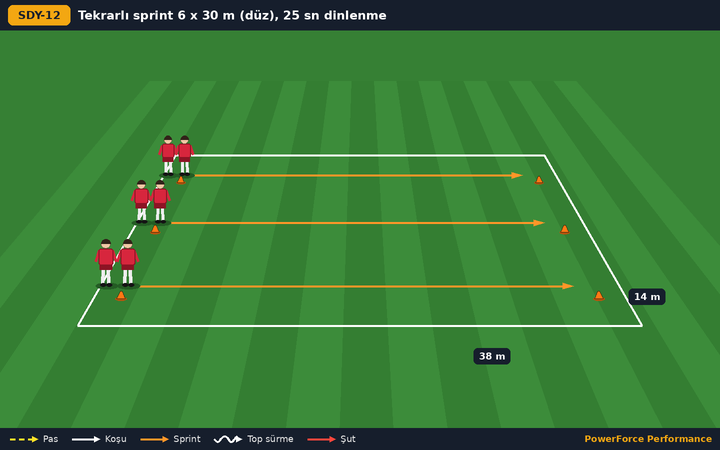 SDY-12 Tekrarlı sprint 6 x 30 m (düz), 25 sn dinlenme
14 m
38 m
Pas Koşu Sprint Top sürme Şut PowerForce Performance